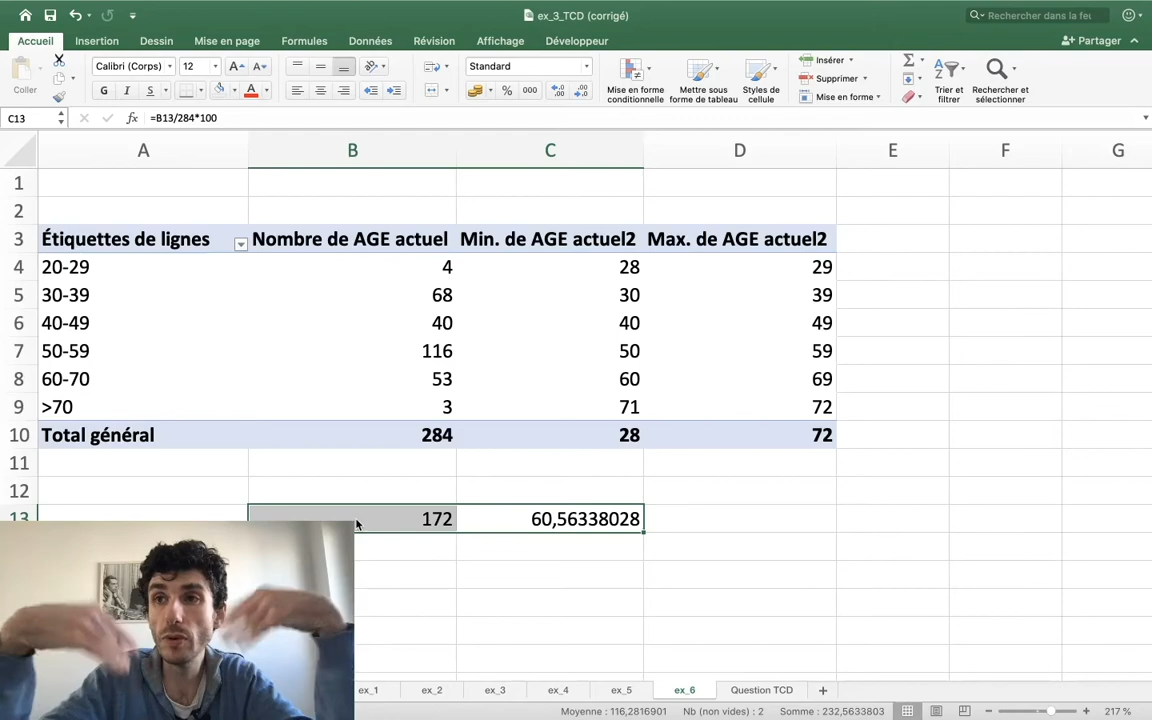 ex_3_TCD (corrigé)
Rechercher dans la feu
Accueil Insertion Dessin Mise en page Formules Données Révision Affichage Développeur Partager
Coller
Calibri (Corps) 12
G I S A
Standard
% 000
Mise en forme conditionnelle
Mettre sous forme de tableau
Styles de cellule
Insérer
Supprimer
Mise en forme
Trier et filtrer
Rechercher et sélectionner
C13 fx =B13/284*100
A B C D E F G
1
2
3 Étiquettes de lignes Nombre de AGE actuel Min. de AGE actuel2 Max. de AGE actuel2
4 20-29 4 28 29
5 30-39 68 30 39
6 40-49 40 40 49
7 50-59 116 50 59
8 60-70 53 60 69
9 >70 3 71 72
10 Total général 284 28 72
11
12
13 172 60,56338028
ex_1 ex_2 ex_3 ex_4 ex_5 ex_6 Question TCD
Moyenne : 116,2816901 Nb (non vides) : 2 Somme : 232,5633803 217 %